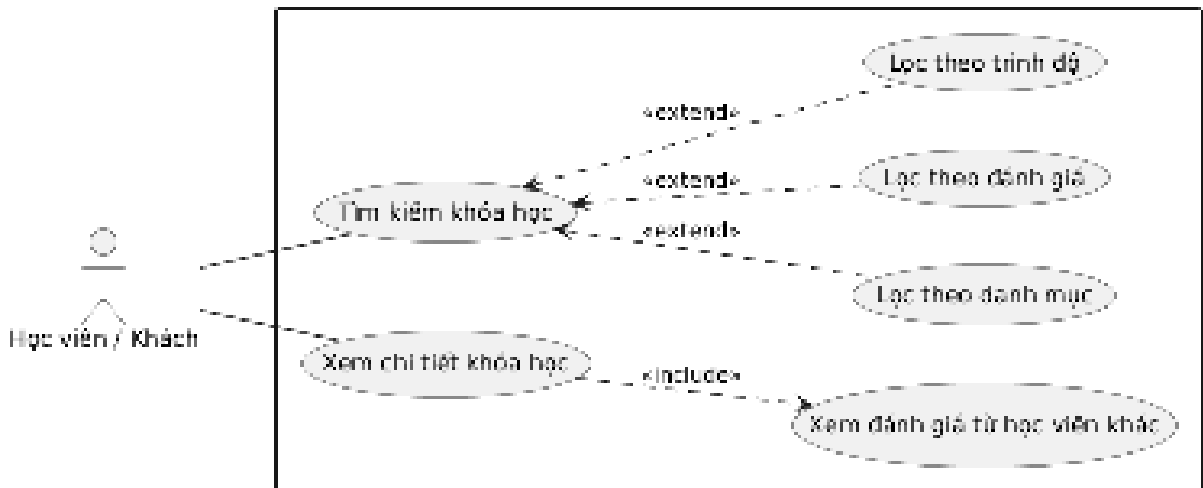 Lọc theo trình độ
«extend»
Lọc theo đánh giá
«extend»
Tìm kiếm khóa học
«extend»
Lọc theo danh mục
Học viên / Khách
Xem chi tiết khóa học
«include»
Xem đánh giá từ học viên khác